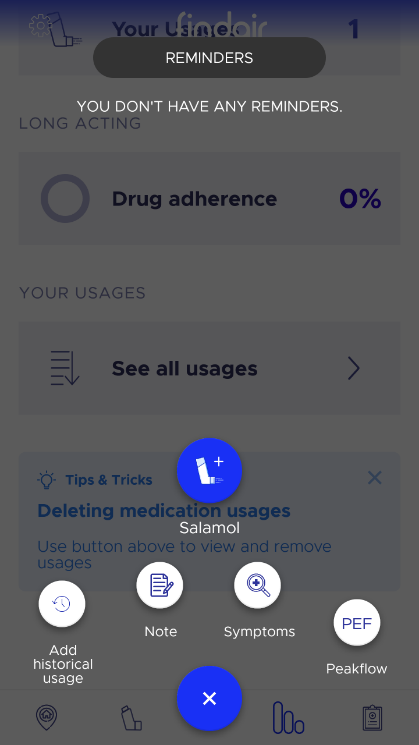 findair
Your Usages 1
REMINDERS
YOU DON'T HAVE ANY REMINDERS.
LONG ACTING
Drug adherence 0%
YOUR USAGES
See all usages
Tips & Tricks
Deleting medication usages
Salamol
Use button above to view and remove
usages
Note
Symptoms
PEF
Add
historical
usage
Peakflow